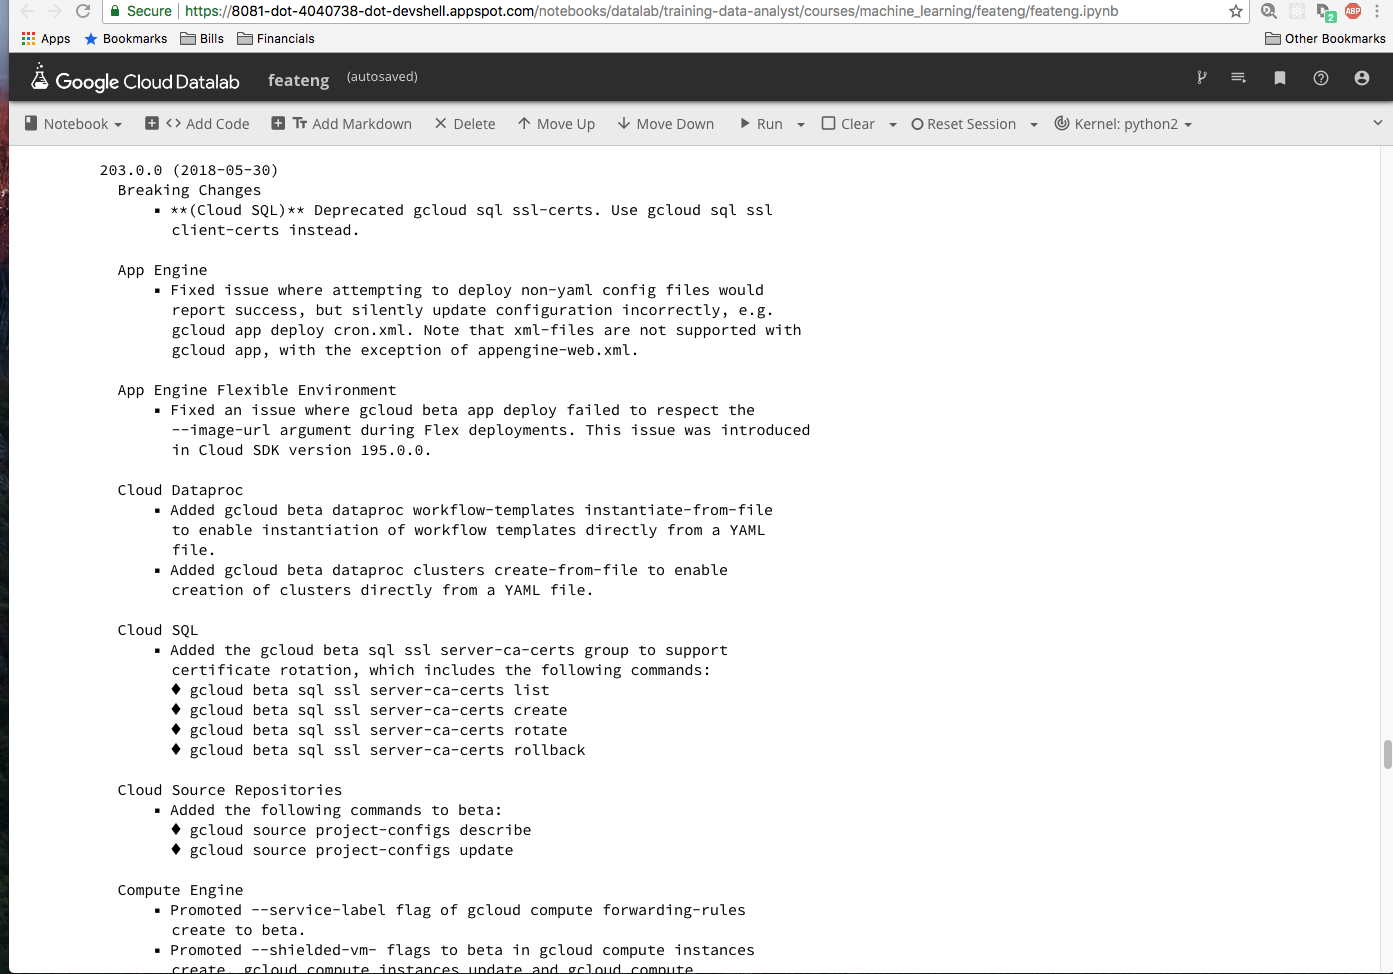 Secure https://8081-dot-4040738-dot-devshell.appspot.com/notebooks/datalab/training-data-analyst/courses/machine_learning/feateng/feateng.ipynb
2 ABP
Apps Bookmarks Bills Financials Other Bookmarks
Google Cloud Datalab feateng (autosaved)
Notebook <> Add Code Tт Add Markdown Delete Move Up Move Down Run Clear Reset Session Kernel: python2
203.0.0 (2018-05-30)
Breaking Changes
▪ **(Cloud SQL)** Deprecated gcloud sql ssl-certs. Use gcloud sql ssl
client-certs instead.
App Engine
▪ Fixed issue where attempting to deploy non-yaml config files would
report success, but silently update configuration incorrectly, e.g.
gcloud app deploy cron.xml. Note that xml-files are not supported with
gcloud app, with the exception of appengine-web.xml.
App Engine Flexible Environment
▪ Fixed an issue where gcloud beta app deploy failed to respect the
--image-url argument during Flex deployments. This issue was introduced
in Cloud SDK version 195.0.0.
Cloud Dataproc
▪ Added gcloud beta dataproc workflow-templates instantiate-from-file
to enable instantiation of workflow templates directly from a YAML
file.
▪ Added gcloud beta dataproc clusters create-from-file to enable
creation of clusters directly from a YAML file.
Cloud SQL
▪ Added the gcloud beta sql ssl server-ca-certs group to support
certificate rotation, which includes the following commands:
♦ gcloud beta sql ssl server-ca-certs list
♦ gcloud beta sql ssl server-ca-certs create
♦ gcloud beta sql ssl server-ca-certs rotate
♦ gcloud beta sql ssl server-ca-certs rollback
Cloud Source Repositories
▪ Added the following commands to beta:
♦ gcloud source project-configs describe
♦ gcloud source project-configs update
Compute Engine
▪ Promoted --service-label flag of gcloud compute forwarding-rules
create to beta.
▪ Promoted --shielded-vm- flags to beta in gcloud compute instances
create, gcloud compute instances update and gcloud compute